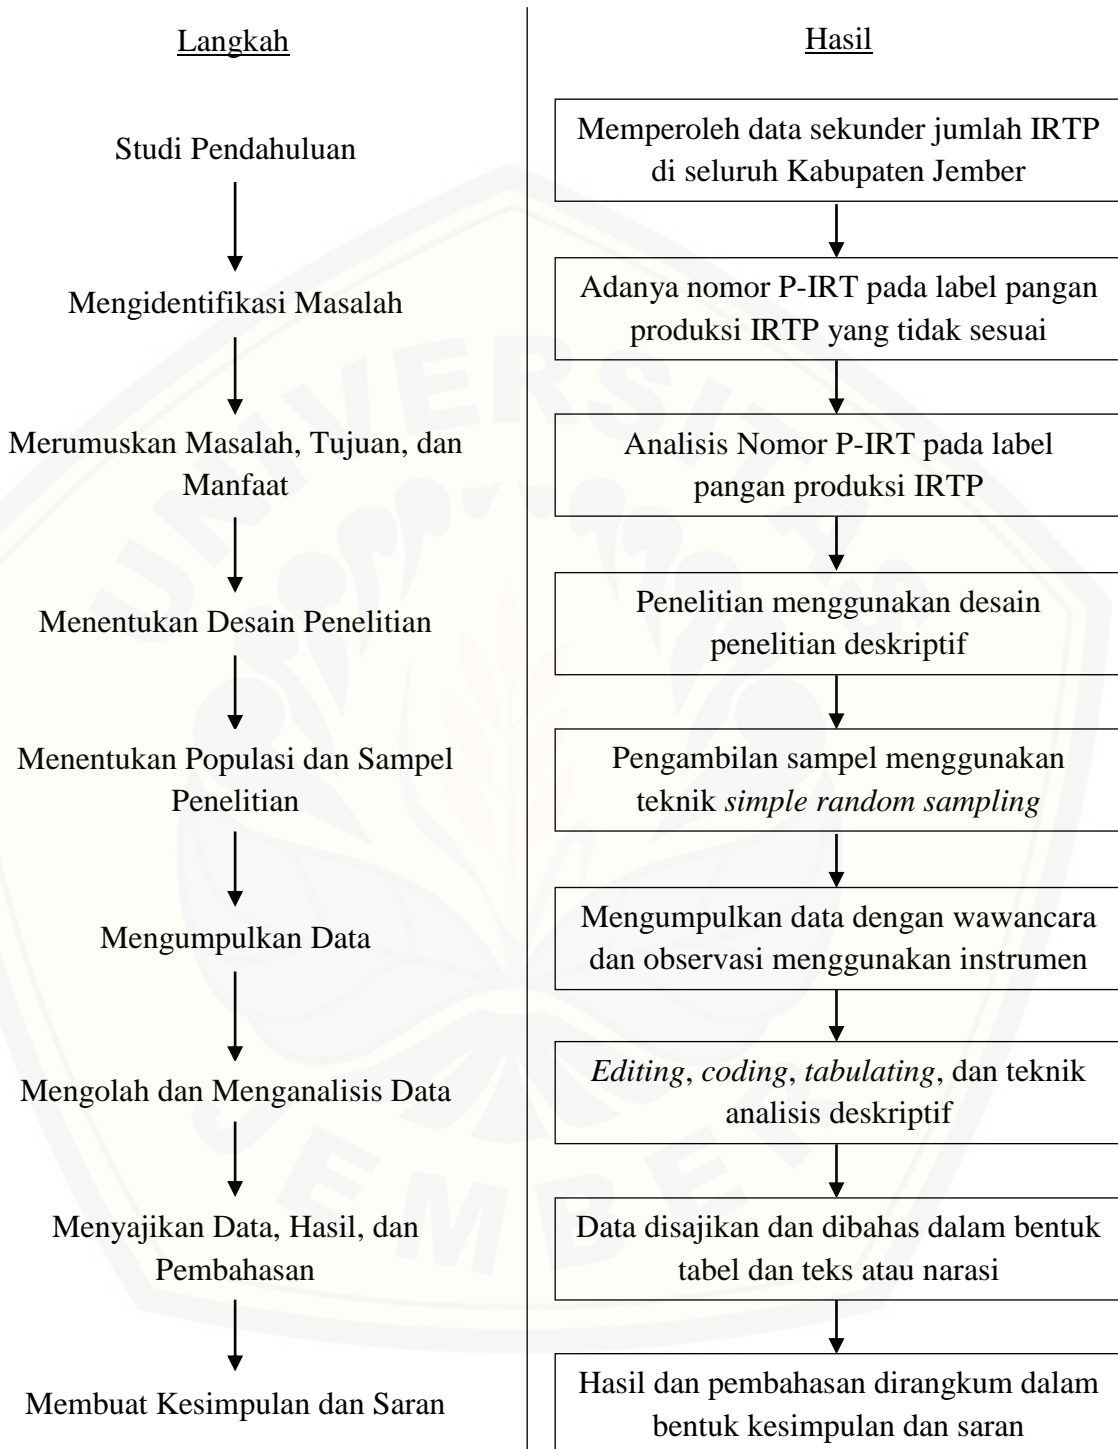 Langkah
Hasil
Studi Pendahuluan
Memperoleh data sekunder jumlah IRTP
di seluruh Kabupaten Jember
Mengidentifikasi Masalah
Adanya nomor P-IRT pada label pangan
produksi IRTP yang tidak sesuai
Merumuskan Masalah, Tujuan, dan
Manfaat
Analisis Nomor P-IRT pada label
pangan produksi IRTP
Menentukan Desain Penelitian
Penelitian menggunakan desain
penelitian deskriptif
Menentukan Populasi dan Sampel
Penelitian
Pengambilan sampel menggunakan
teknik simple random sampling
Mengumpulkan Data
Mengumpulkan data dengan wawancara
dan observasi menggunakan instrumen
Mengolah dan Menganalisis Data
Editing, coding, tabulating, dan teknik
analisis deskriptif
Menyajikan Data, Hasil, dan
Pembahasan
Data disajikan dan dibahas dalam bentuk
tabel dan teks atau narasi
Membuat Kesimpulan dan Saran
Hasil dan pembahasan dirangkum dalam
bentuk kesimpulan dan saran
UNIVERSITAS
JEMBER